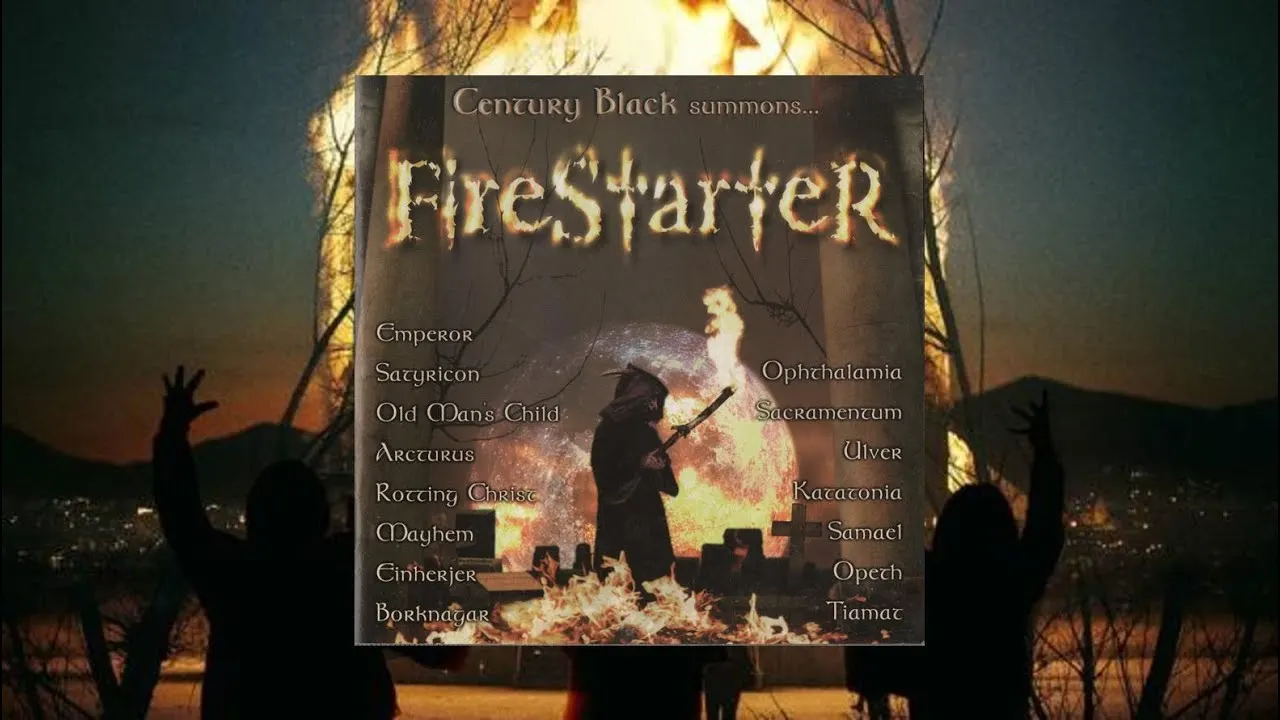 Century Black summons...
FireStarteR
Emperor
Satyricon
Old Man's Child
Arcturus
Rotting Christ
Mayhem
Einherjer
Borknagar
Ophthalamia
Sacramentum
Ulver
Katatonia
Samael
Opeth
Tiamat